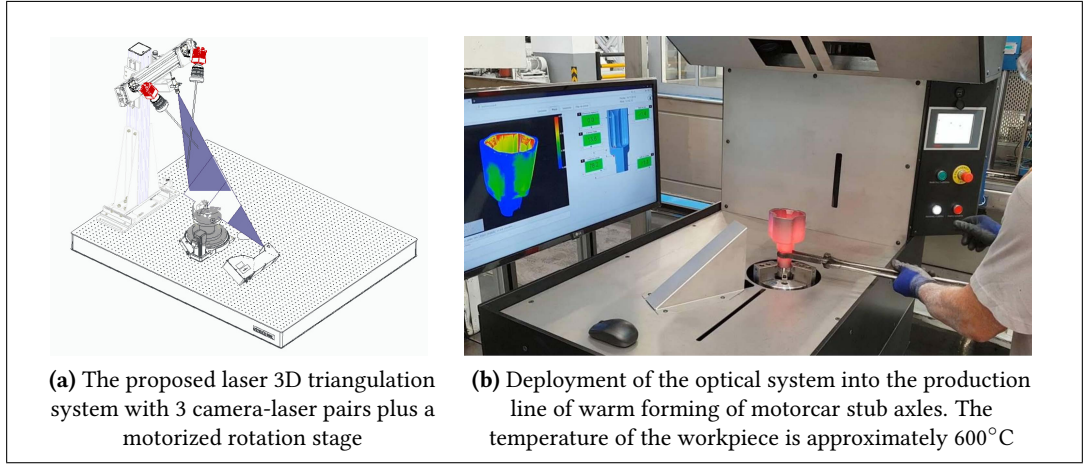 (a) The proposed laser 3D triangulation
system with 3 camera-laser pairs plus a
motorized rotation stage
(b) Deployment of the optical system into the production
line of warm forming of motorcar stub axles. The
temperature of the workpiece is approximately 600°C